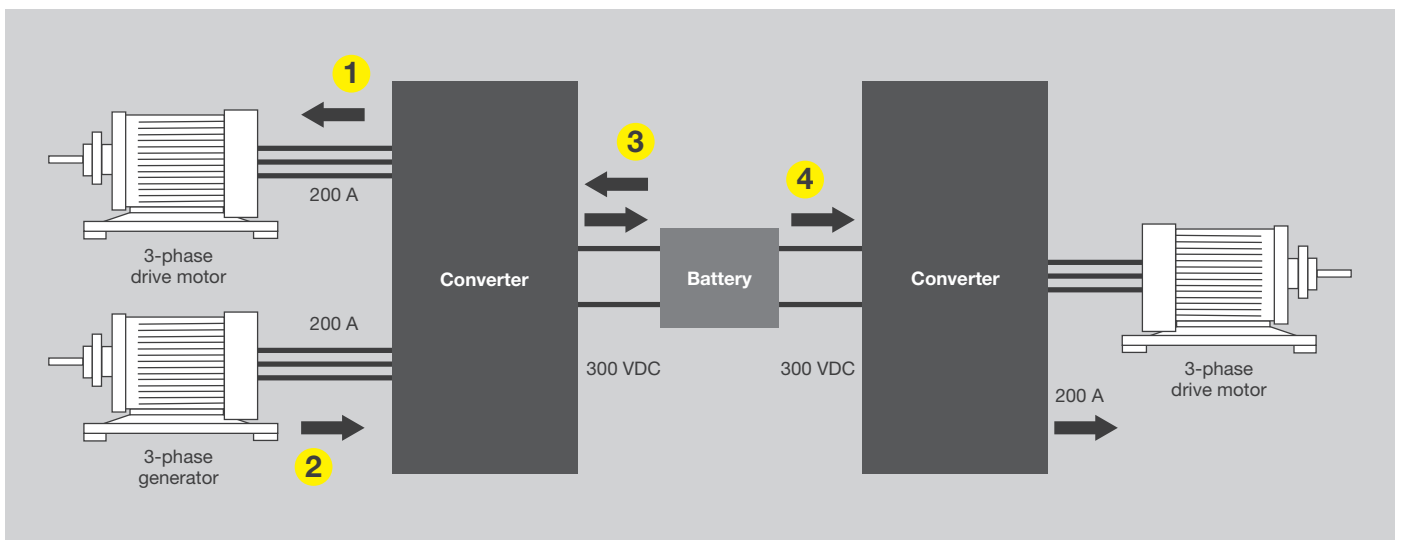 1
200 A
3-phase
drive motor
200 A
3-phase
generator
2
Converter
3
300 VDC
Battery
4
300 VDC
Converter
200 A
3-phase
drive motor